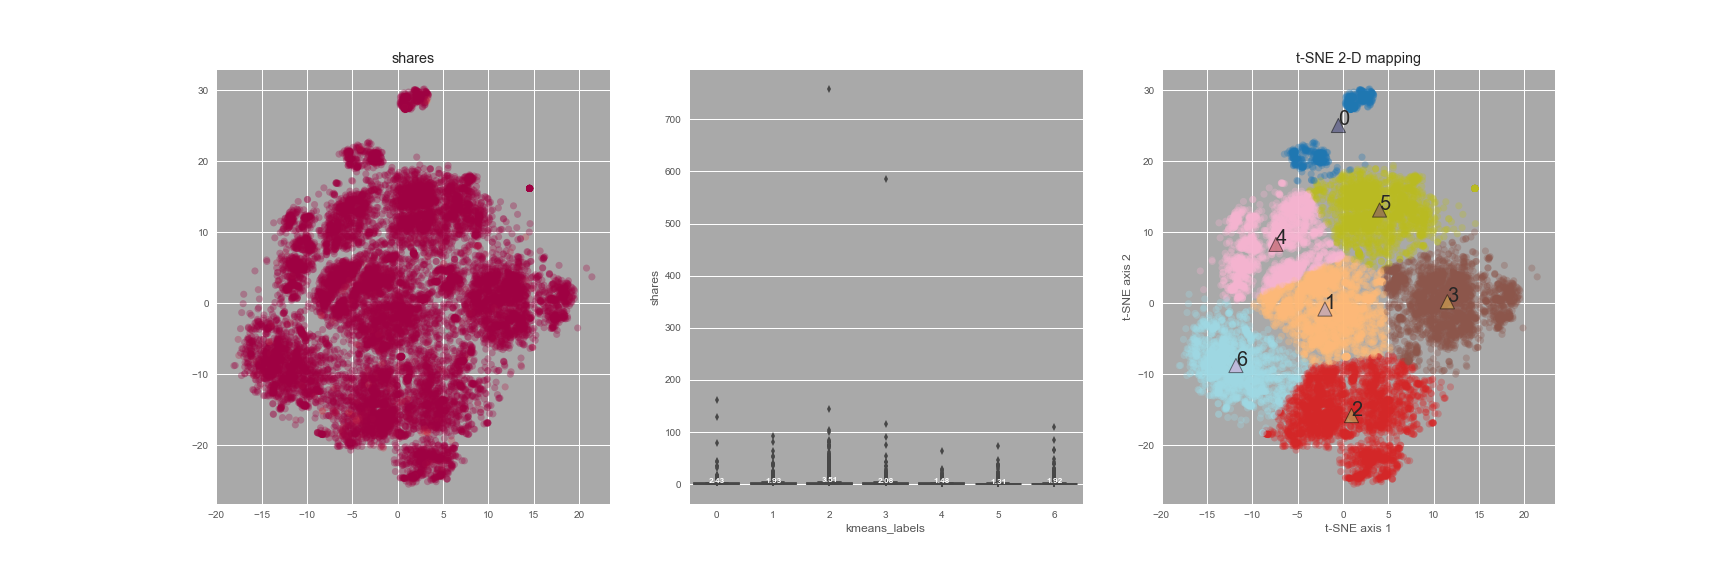 shares
30
20
10
0
−10
−20
−20 −15 −10 −5 0 5 10 15 20
shares
700
600
500
400
300
200
100
0
2.43 1.93 3.51 2.08 1.48 1.31 1.92
0 1 2 3 4 5 6
kmeans_labels
t-SNE 2-D mapping
t-SNE axis 2
30
20
10
0
−10
−20
0
5
4
1
3
6
2
−20 −15 −10 −5 0 5 10 15 20
t-SNE axis 1